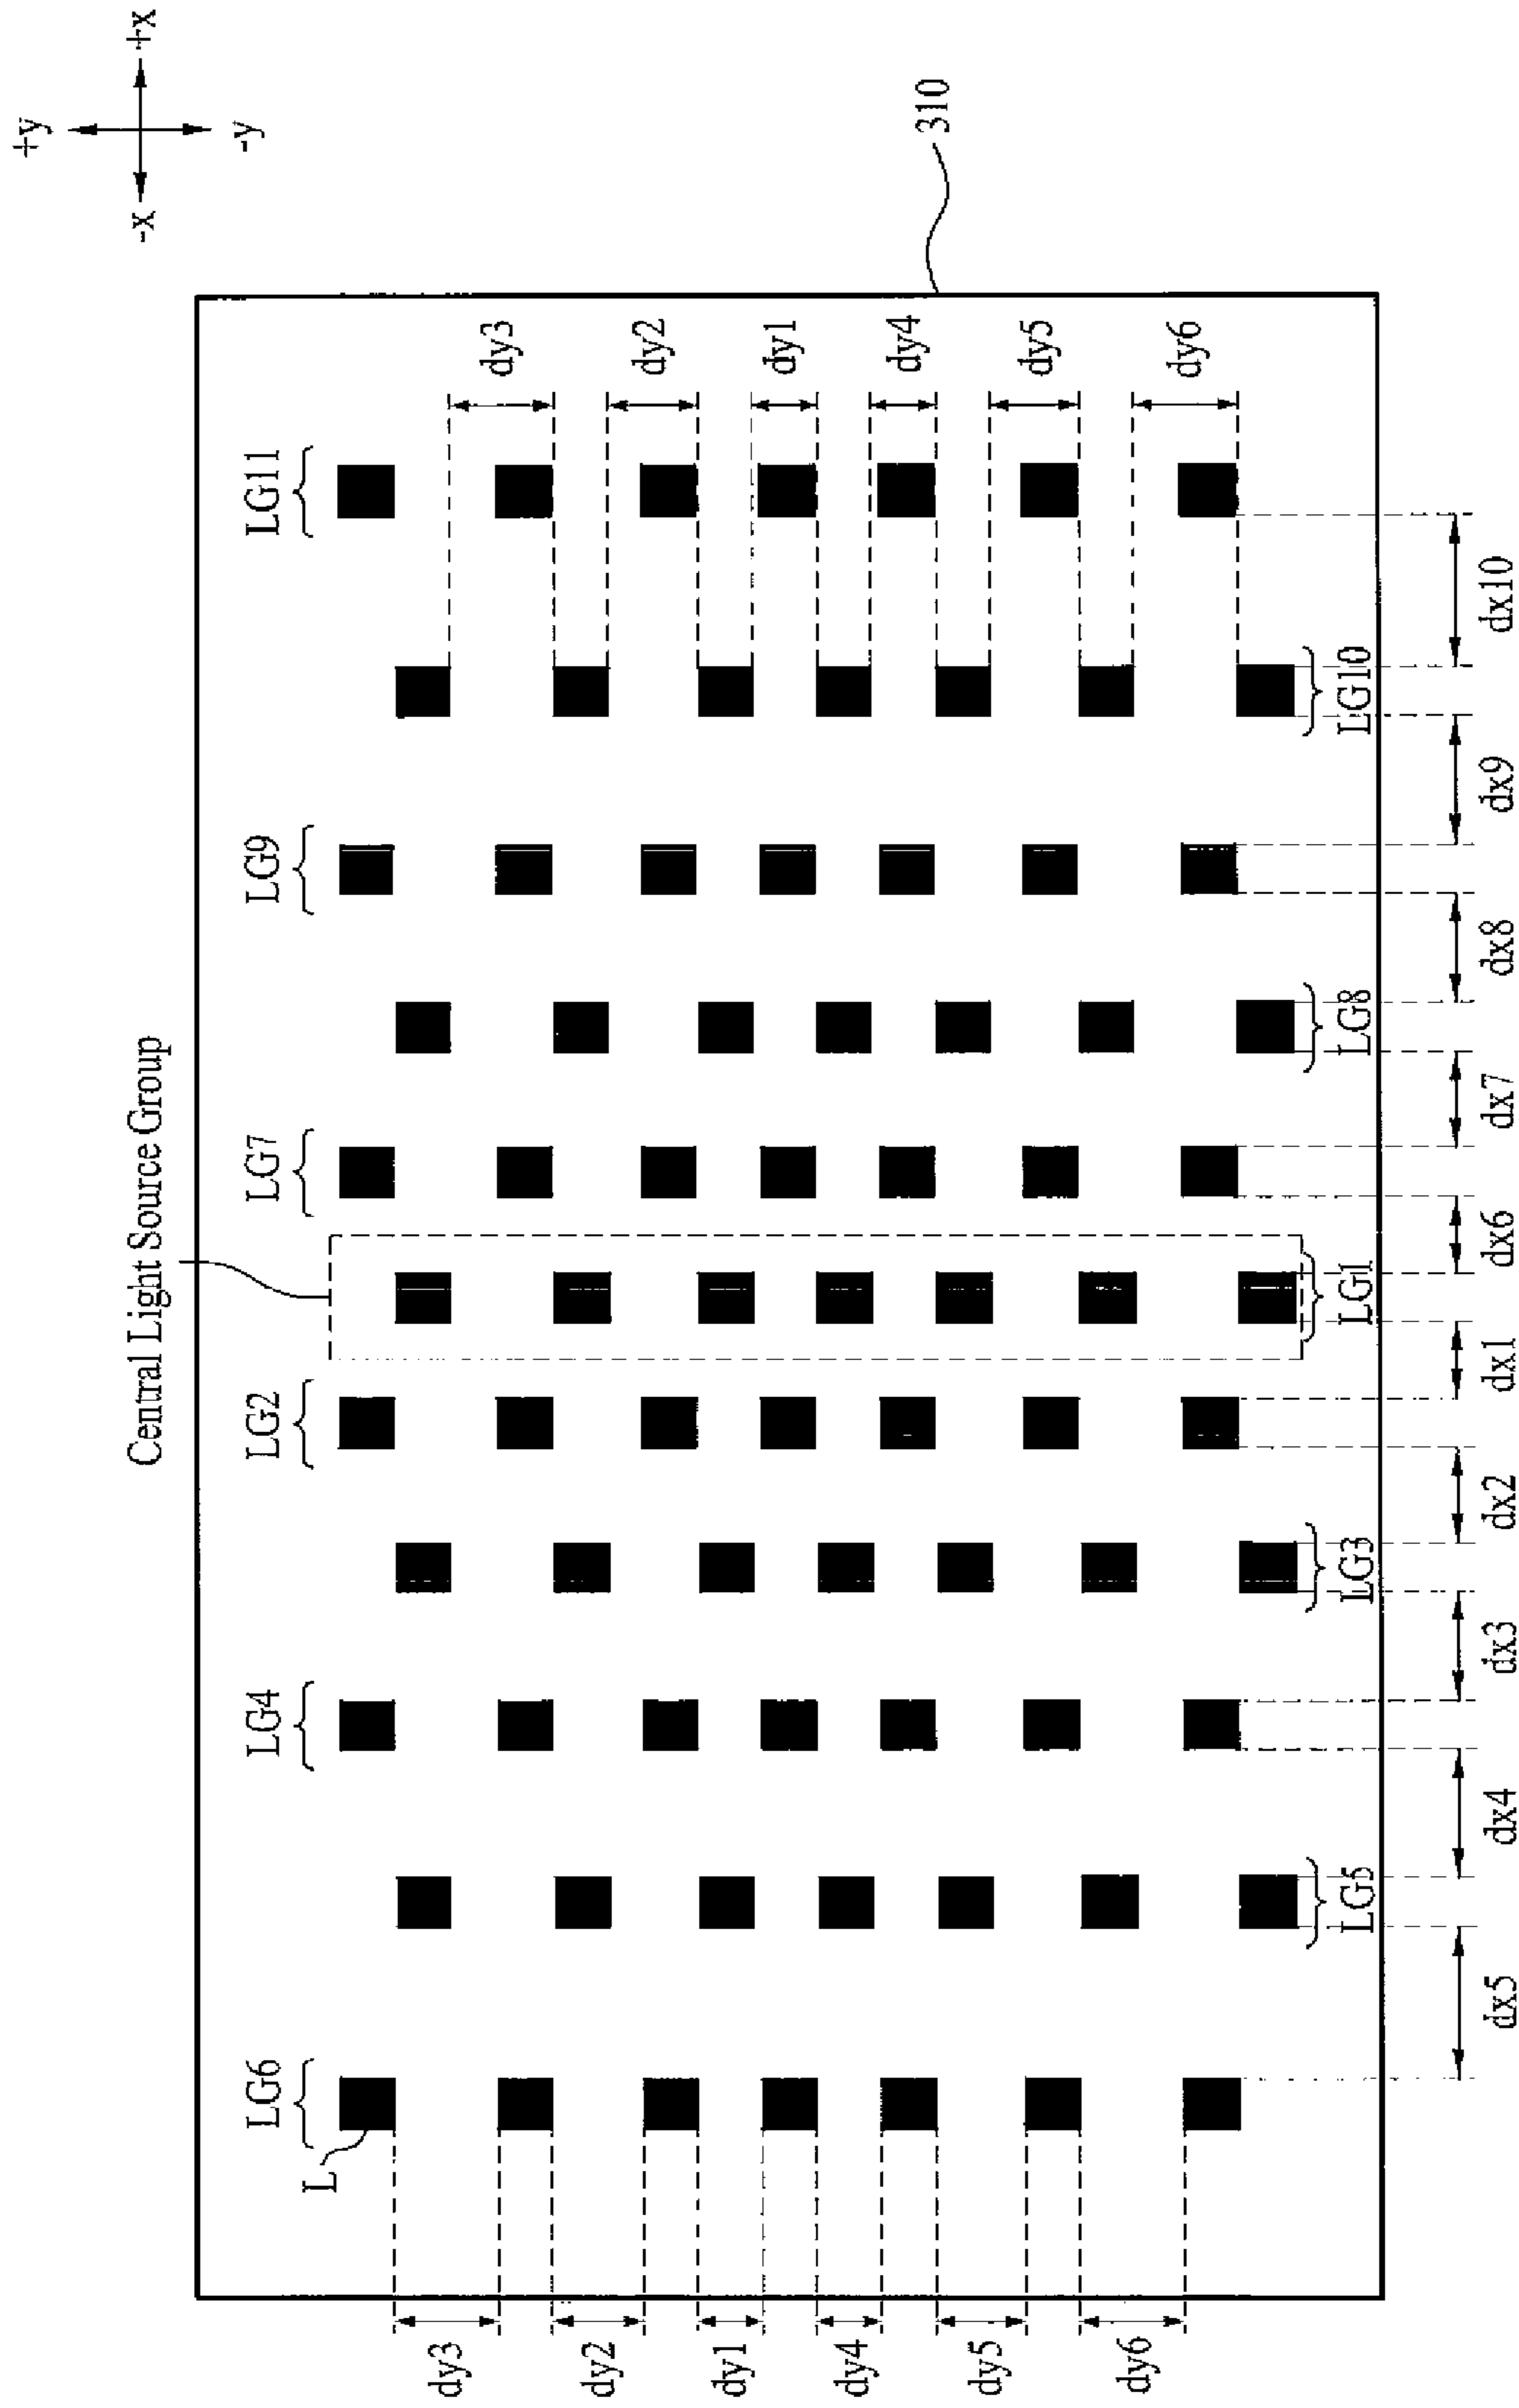 +y
-x
+x
-y
310
Central Light Source Group
LG6
LG4
LG2
LG7
LG9
LG11
L
dy3
dy2
dy1
dy4
dy5
dy6
dy3
dy2
dy1
dy4
dy5
dy6
LG5
LG3
LG1
LG8
LG10
dx5
dx4
dx3
dx2
dx1
dx6
dx7
dx8
dx9
dx10